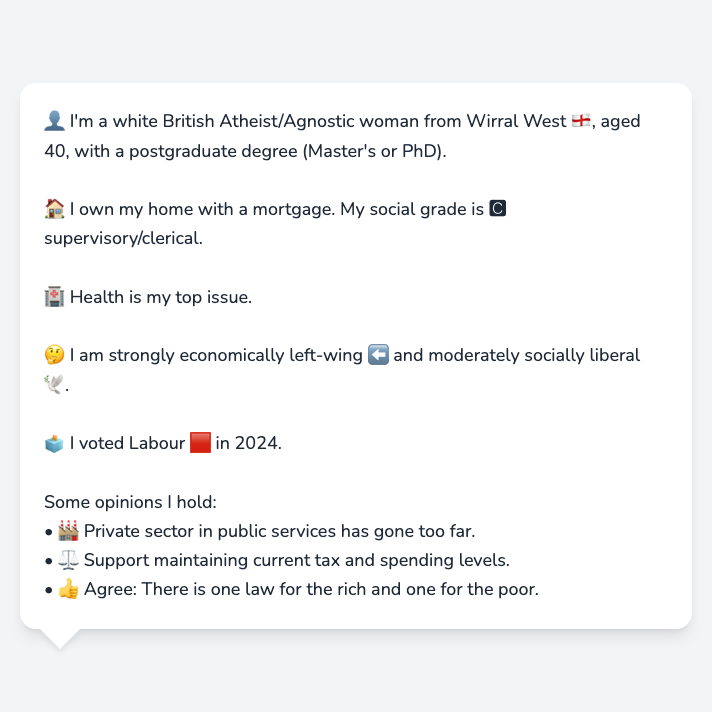 👤 I'm a white British Atheist/Agnostic woman from Wirral West 🏴󠁧󠁢󠁥󠁮󠁧󠁿, aged
40, with a postgraduate degree (Master's or PhD).
🏠 I own my home with a mortgage. My social grade is 🅲
supervisory/clerical.
🏥 Health is my top issue.
🤔 I am strongly economically left-wing ⬅️ and moderately socially liberal
🕊️.
🗳️ I voted Labour 🟥 in 2024.
Some opinions I hold:
• 🏭 Private sector in public services has gone too far.
• ⚖️ Support maintaining current tax and spending levels.
• 👍 Agree: There is one law for the rich and one for the poor.